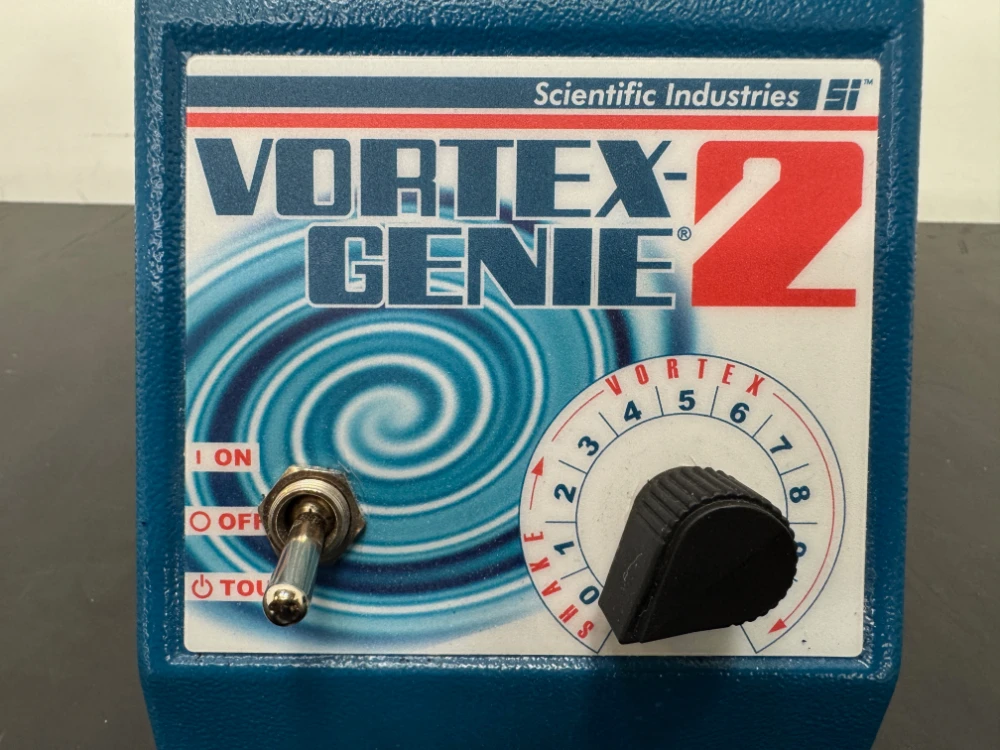 Scientific Industries SI™
VORTEX-
GENIE® 2
VORTEX
SHAKE
0 1 2 3 4 5 6 7 8 9
I ON
O OFF
TOU